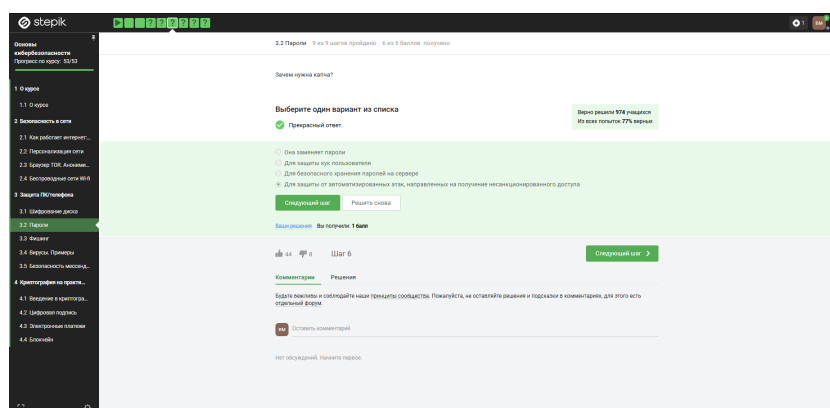 stepik
1
ВМ
Основы
кибербезопасности
Прогресс по курсу: 53/53
1 О курсе
1.1 О курсе
2 Безопасность в сети
2.1 Как работает интернет:...
2.2 Персонализация сети
2.3 Браузер TOR. Анонимн...
2.4 Беспроводные сети Wi-fi
3 Защита ПК/телефона
3.1 Шифрование диска
3.2 Пароли
3.3 Фишинг
3.4 Вирусы. Примеры
3.5 Безопасность мессенд...
4 Криптография на практи...
4.1 Введение в криптогра...
4.2 Цифровая подпись
4.3 Электронные платежи
4.4 Блокчейн
3.2 Пароли 9 из 9 шагов пройдено 6 из 6 баллов получено
Зачем нужна капча?
Выберите один вариант из списка
Прекрасный ответ.
Верно решили 974 учащихся
Из всех попыток 77% верных
Она заменяет пароли
Для защиты кук пользователя
Для безопасного хранения паролей на сервере
Для защиты от автоматизированных атак, направленных на получение несанкционированного доступа
Следующий шаг Решить снова
Ваши решения Вы получили: 1 балл
44 8 Шаг 6
Следующий шаг
Комментарии Решения
Будьте вежливы и соблюдайте наши принципы сообщества. Пожалуйста, не оставляйте решения и подсказки в комментариях, для этого есть
отдельный форум.
ВМ Оставить комментарий
Нет обсуждений. Начните первое.